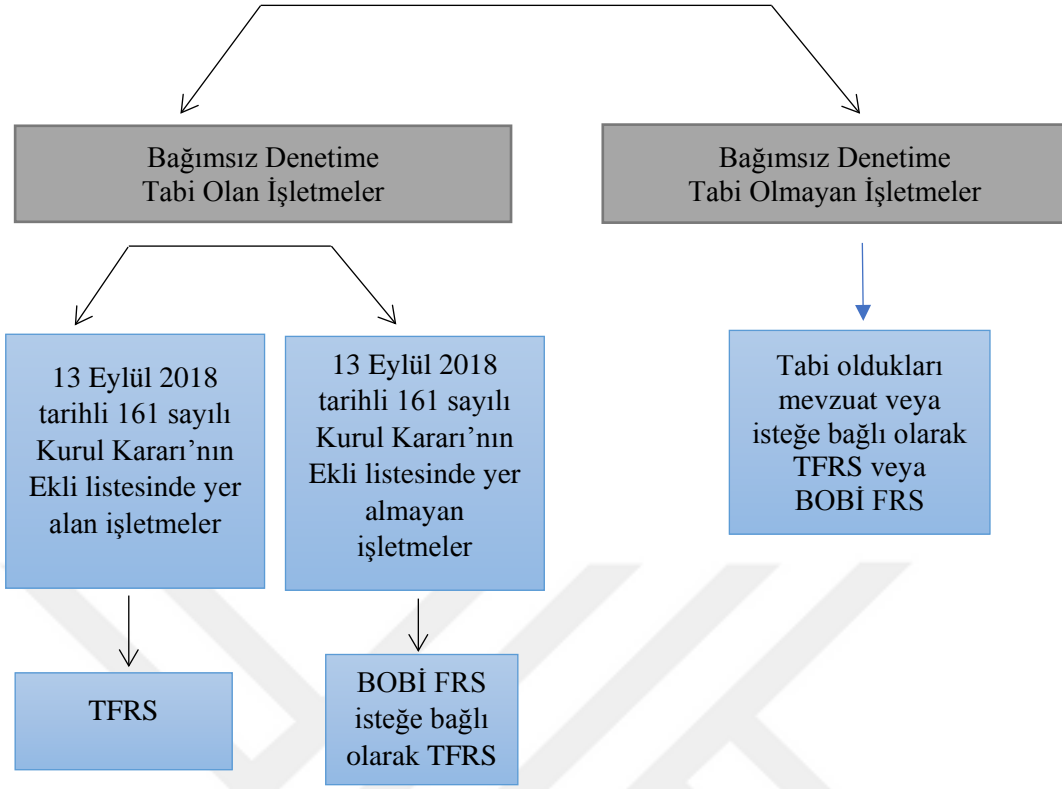 Bağımsız Denetime
Tabi Olan İşletmeler
Bağımsız Denetime
Tabi Olmayan İşletmeler
13 Eylül 2018
tarihli 161 sayılı
Kurul Kararı’nın
Ekli listesinde yer
alan işletmeler
13 Eylül 2018
tarihli 161 sayılı
Kurul Kararı’nın
Ekli listesinde yer
almayan
işletmeler
Tabi oldukları
mevzuat veya
isteğe bağlı olarak
TFRS veya
BOBİ FRS
TFRS
BOBİ FRS
isteğe bağlı
olarak TFRS